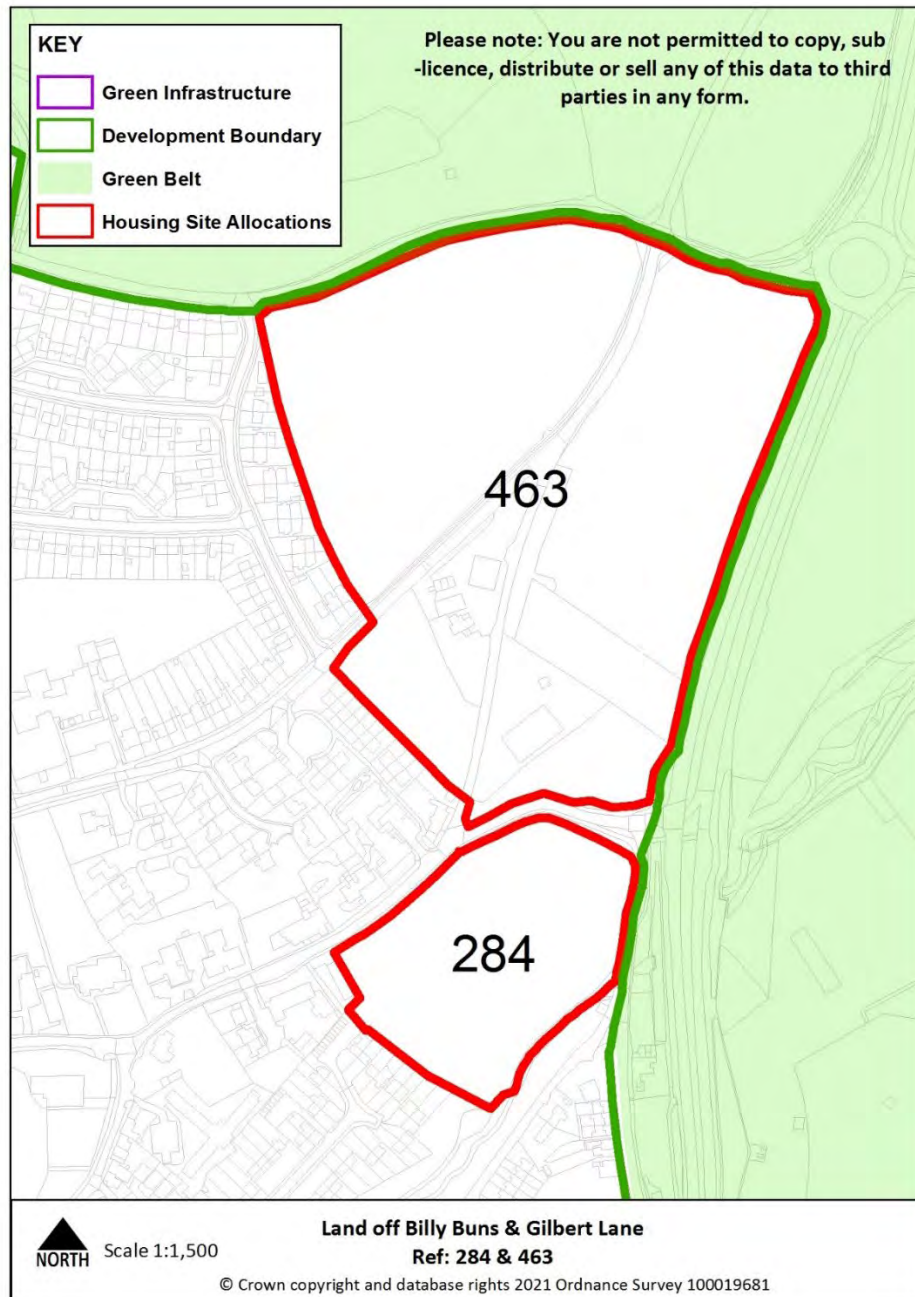 KEY
Green Infrastructure
Development Boundary
Green Belt
Housing Site Allocations
Please note: You are not permitted to copy, sub
-licence, distribute or sell any of this data to third
parties in any form.
463
284
NORTH
Scale 1:1,500
Land off Billy Buns & Gilbert Lane
Ref: 284 & 463
© Crown copyright and database rights 2021 Ordnance Survey 100019681